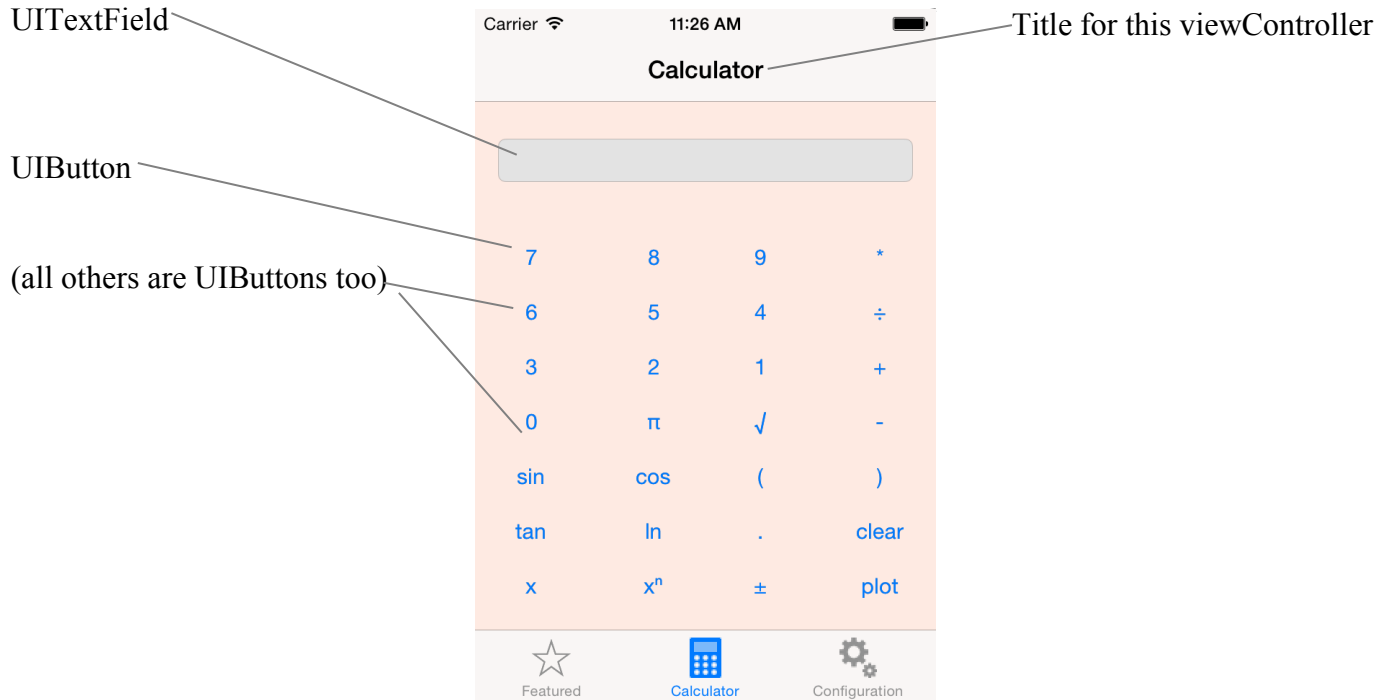 UITextField
Carrier 11:26 AM
Title for this viewController
Calculator
UIButton
7 8 9 *
(all others are UIButtons too)
6 5 4 ÷
3 2 1 +
0 π √ -
sin cos ( )
tan ln . clear
x xⁿ ± plot
Featured Calculator Configuration